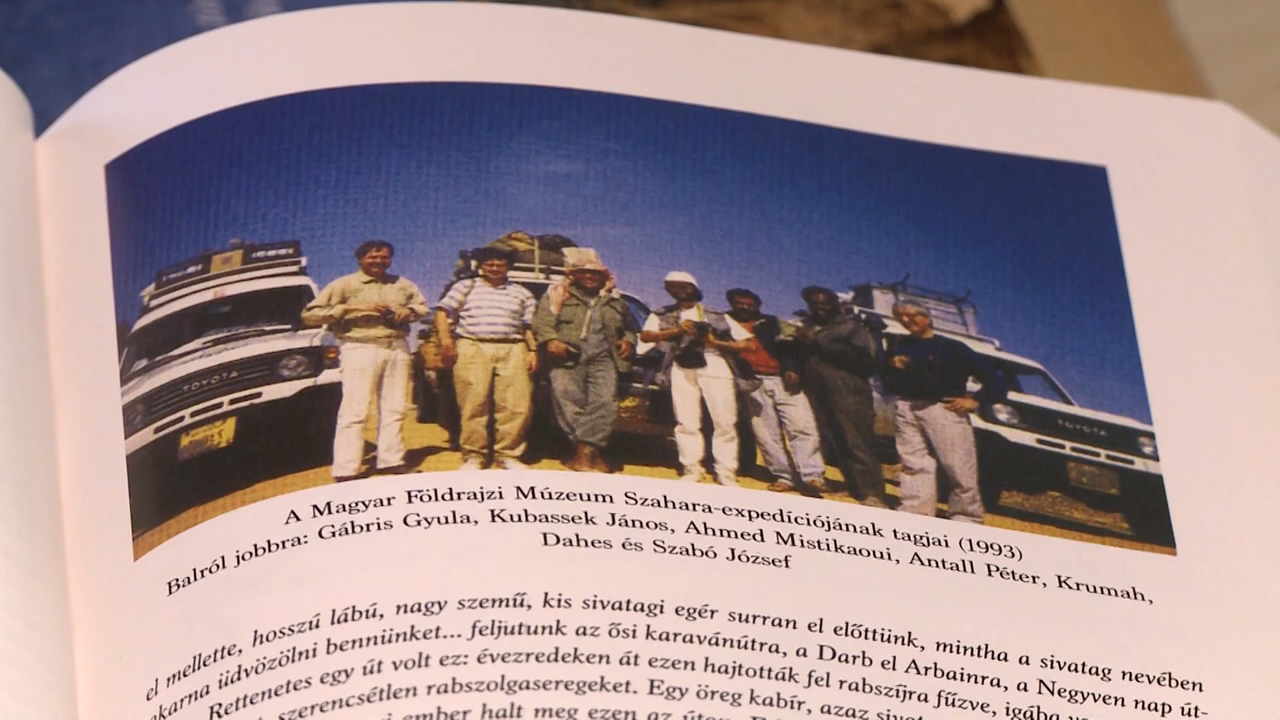 TOYOTA
TOYOTA
A Magyar Földrajzi Múzeum Szahara-expedíciójának tagjai (1993)
Balról jobbra: Gábris Gyula, Kubassek János, Ahmed Mistikaoui, Antall Péter, Krumah,
Dahes és Szabó József
el mellette, hosszú lábú, nagy szemű, kis sivatagi egér surran el előttünk, mintha a sivatag nevében
akarna üdvözölni bennünket... feljutunk az ősi karavánútra, a Darb el Arbainra, a Negyven nap út-
Rettenetes egy út volt ez: évezredeken át ezen hajtották fel rabszíjra fűzve, igába
szerencsétlen rabszolgaseregeket. Egy öreg kabír, azaz
ember halt meg ezen az úton.